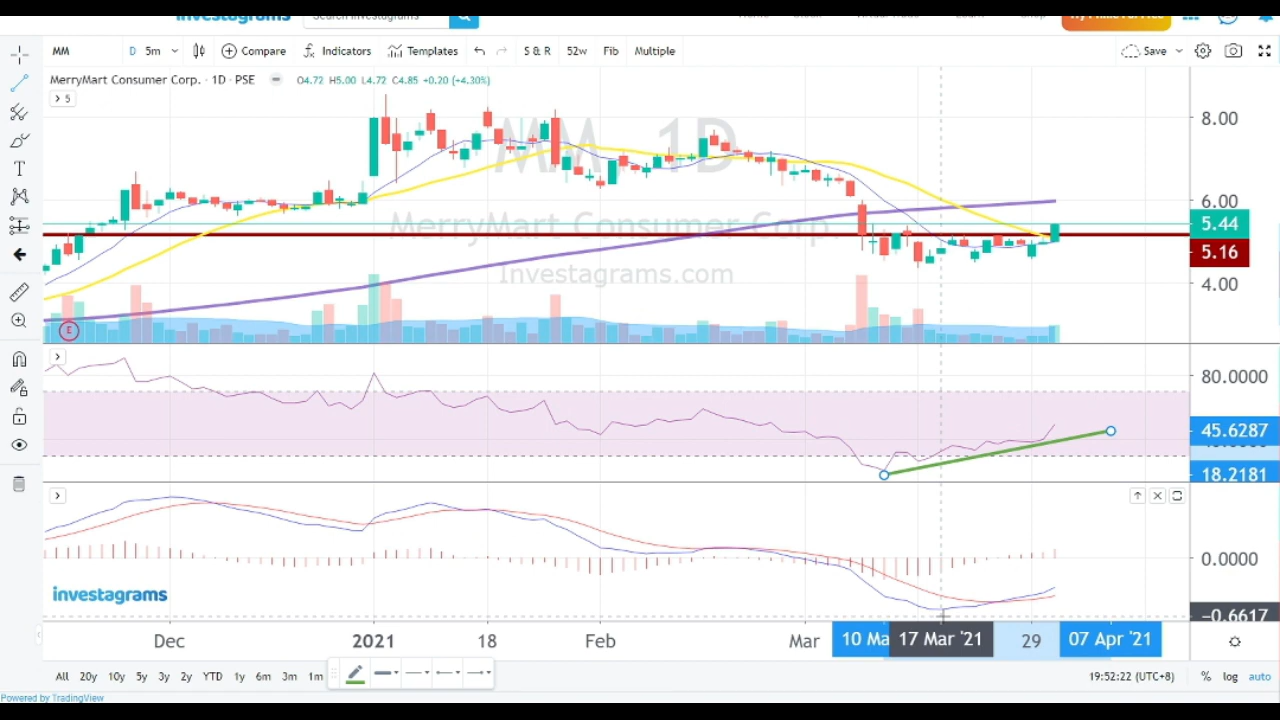 investagrams Search Investagrams
MM D 5m Compare Indicators Templates S & R 52w Fib Multiple Save
MerryMart Consumer Corp. · 1D · PSE O4.72 H5.00 L4.72 C4.85 +0.20 (+4.30%)
5
8.00
MM 1D
6.00
MerryMart Consumer Corp.
5.44
5.16
Investagrams.com
4.00
E
80.0000
45.6287
18.2181
0.0000
investagrams
−0.6617
Dec 2021 18 Feb Mar 10 Ma 17 Mar '21 29 07 Apr '21
All 20y 10y 5y 3y 2y YTD 1y 6m 3m 1m 19:52:22 (UTC+8) % log auto
Powered by TradingView